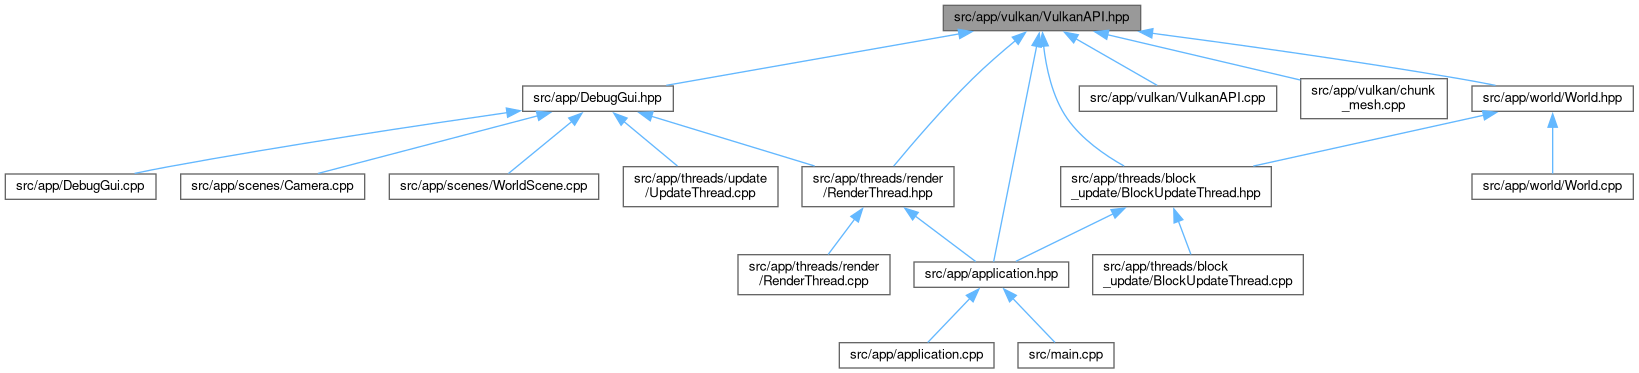 src/app/vulkan/VulkanAPI.hpp
src/app/DebugGui.hpp
src/app/vulkan/VulkanAPI.cpp
src/app/vulkan/chunk
_mesh.cpp
src/app/world/World.hpp
src/app/DebugGui.cpp
src/app/scenes/Camera.cpp
src/app/scenes/WorldScene.cpp
src/app/threads/update
/UpdateThread.cpp
src/app/threads/render
/RenderThread.hpp
src/app/threads/block
_update/BlockUpdateThread.hpp
src/app/world/World.cpp
src/app/threads/render
/RenderThread.cpp
src/app/application.hpp
src/app/threads/block
_update/BlockUpdateThread.cpp
src/app/application.cpp
src/main.cpp